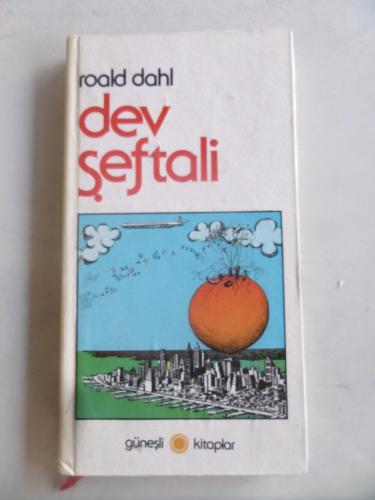 roald dahl
dev
şeftali
güneşli kitaplar